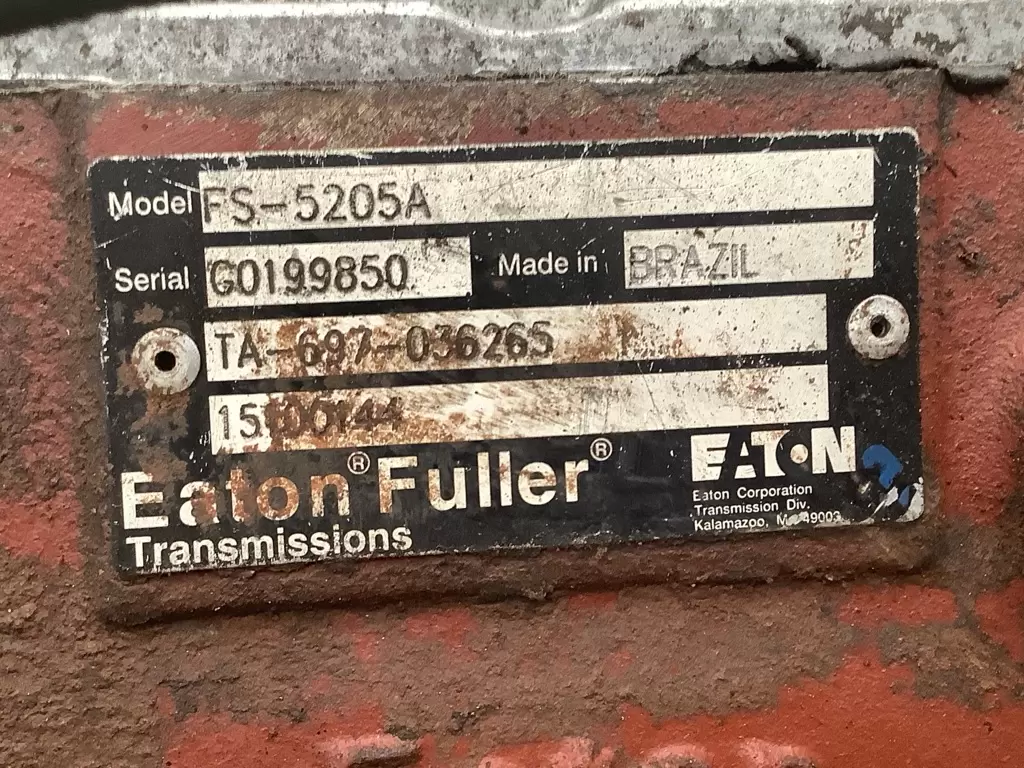 Model FS-5205A
Serial G0199850 Made in BRAZIL
TA-697-036265
Eaton® Fuller®
Transmissions
EATON
Eaton Corporation
Transmission Div.
Kalamazoo, 49003